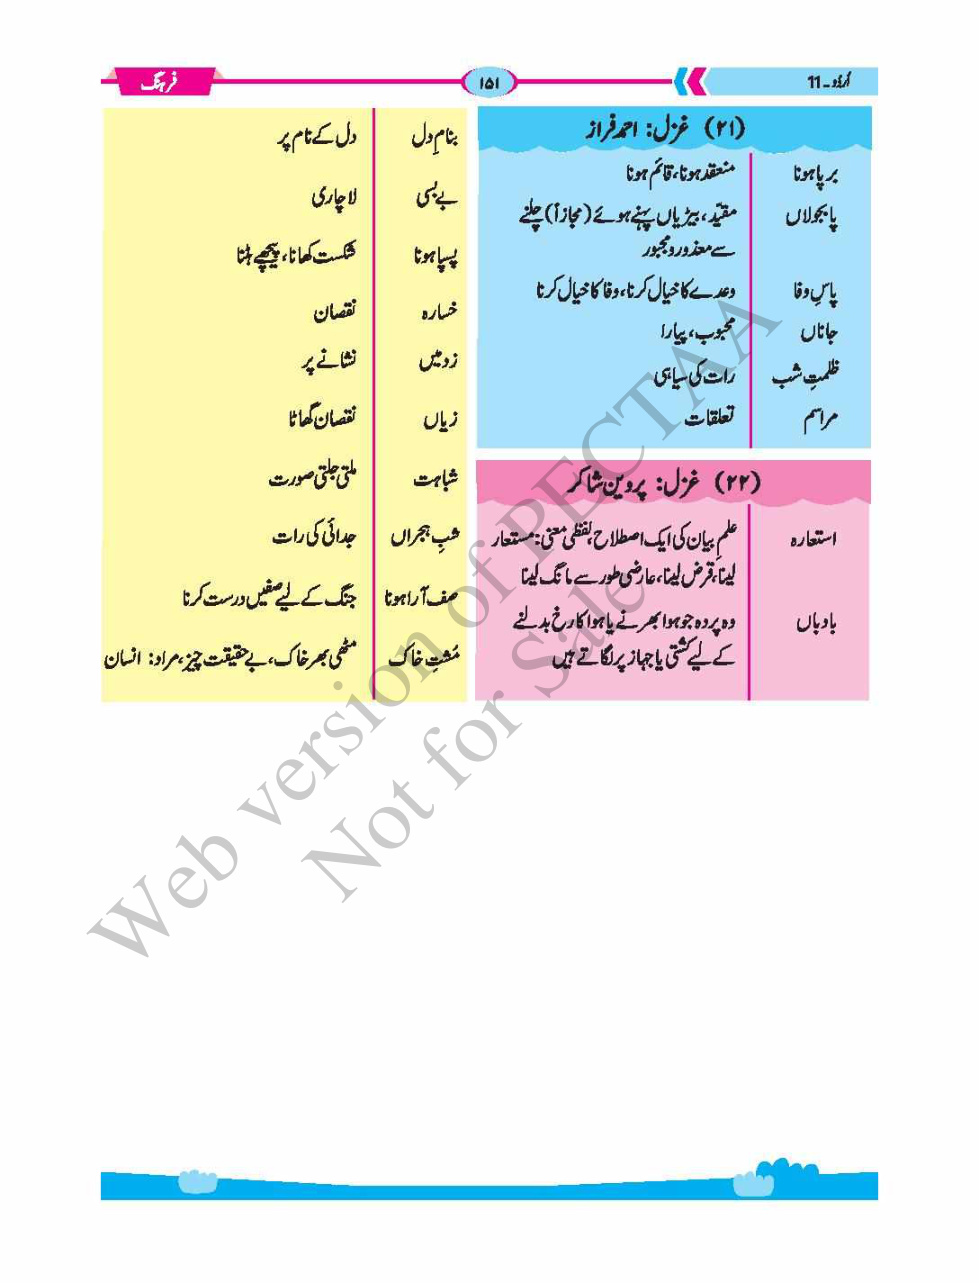 اُردُو ـ 11
۱۵۱
فرہنگ
(۲۱) غزل: احمد فراز
برپا ہونا منعقد ہونا، قائم ہونا
پابجولاں مقیّد، بیڑیاں پہنے ہوئے (مجازاً) چلنے
سے معذور و مجبور
پاسِ وفا وعدے کا خیال کرنا، وفا کا خیال کرنا
جاناں محبوب، پیارا
ظلمتِ شب رات کی سیاہی
مراسم تعلقات
(۲۲) غزل: پروین شاکر
استعارہ علمِ بیان کی ایک اصطلاح، لفظی معنی: مستعار
لینا، قرض لینا، عارضی طور سے مانگ لینا
بادباں وہ پردہ جو ہوا بھرنے یا ہوا کا رخ بدلنے
کے لیے کشتی یا جہاز پر لگاتے ہیں
بنامِ دل دل کے نام پر
بے بسی لاچاری
پسپا ہونا شکست کھانا، پیچھے ہٹنا
خسارہ نقصان
زد میں نشانے پر
زیاں نقصان گھاٹا
شباہت ملتی جلتی صورت
شبِ ہجراں جدائی کی رات
صف آرا ہونا جنگ کے لیے صفیں درست کرنا
مُشتِ خاک مٹھی بھر خاک، بے حقیقت چیز، مراد: انسان
Web version of PECTAA
Not for Sale